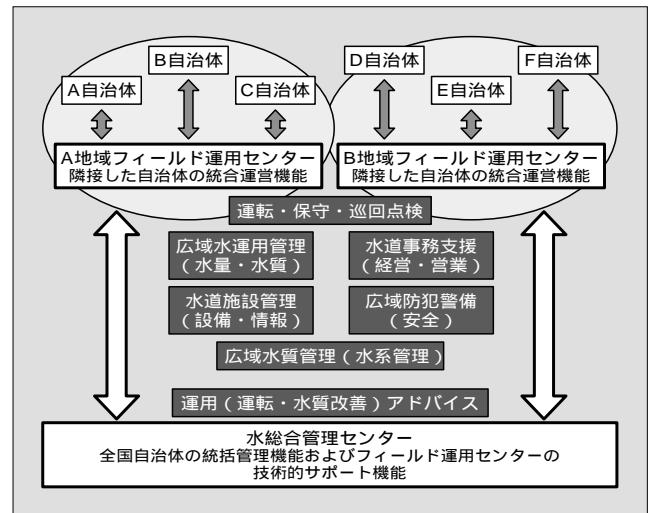 B自治体
D自治体
F自治体
A自治体
C自治体
E自治体
A地域フィールド運用センター
隣接した自治体の統合運営機能
B地域フィールド運用センター
隣接した自治体の統合運営機能
運転・保守・巡回点検
広域水運用管理
(水量・水質)
水道事務支援
(経営・営業)
水道施設管理
(設備・情報)
広域防犯警備
(安全)
広域水質管理(水系管理)
運用(運転・水質改善)アドバイス
水総合管理センター
全国自治体の統括管理機能およびフィールド運用センターの
技術的サポート機能